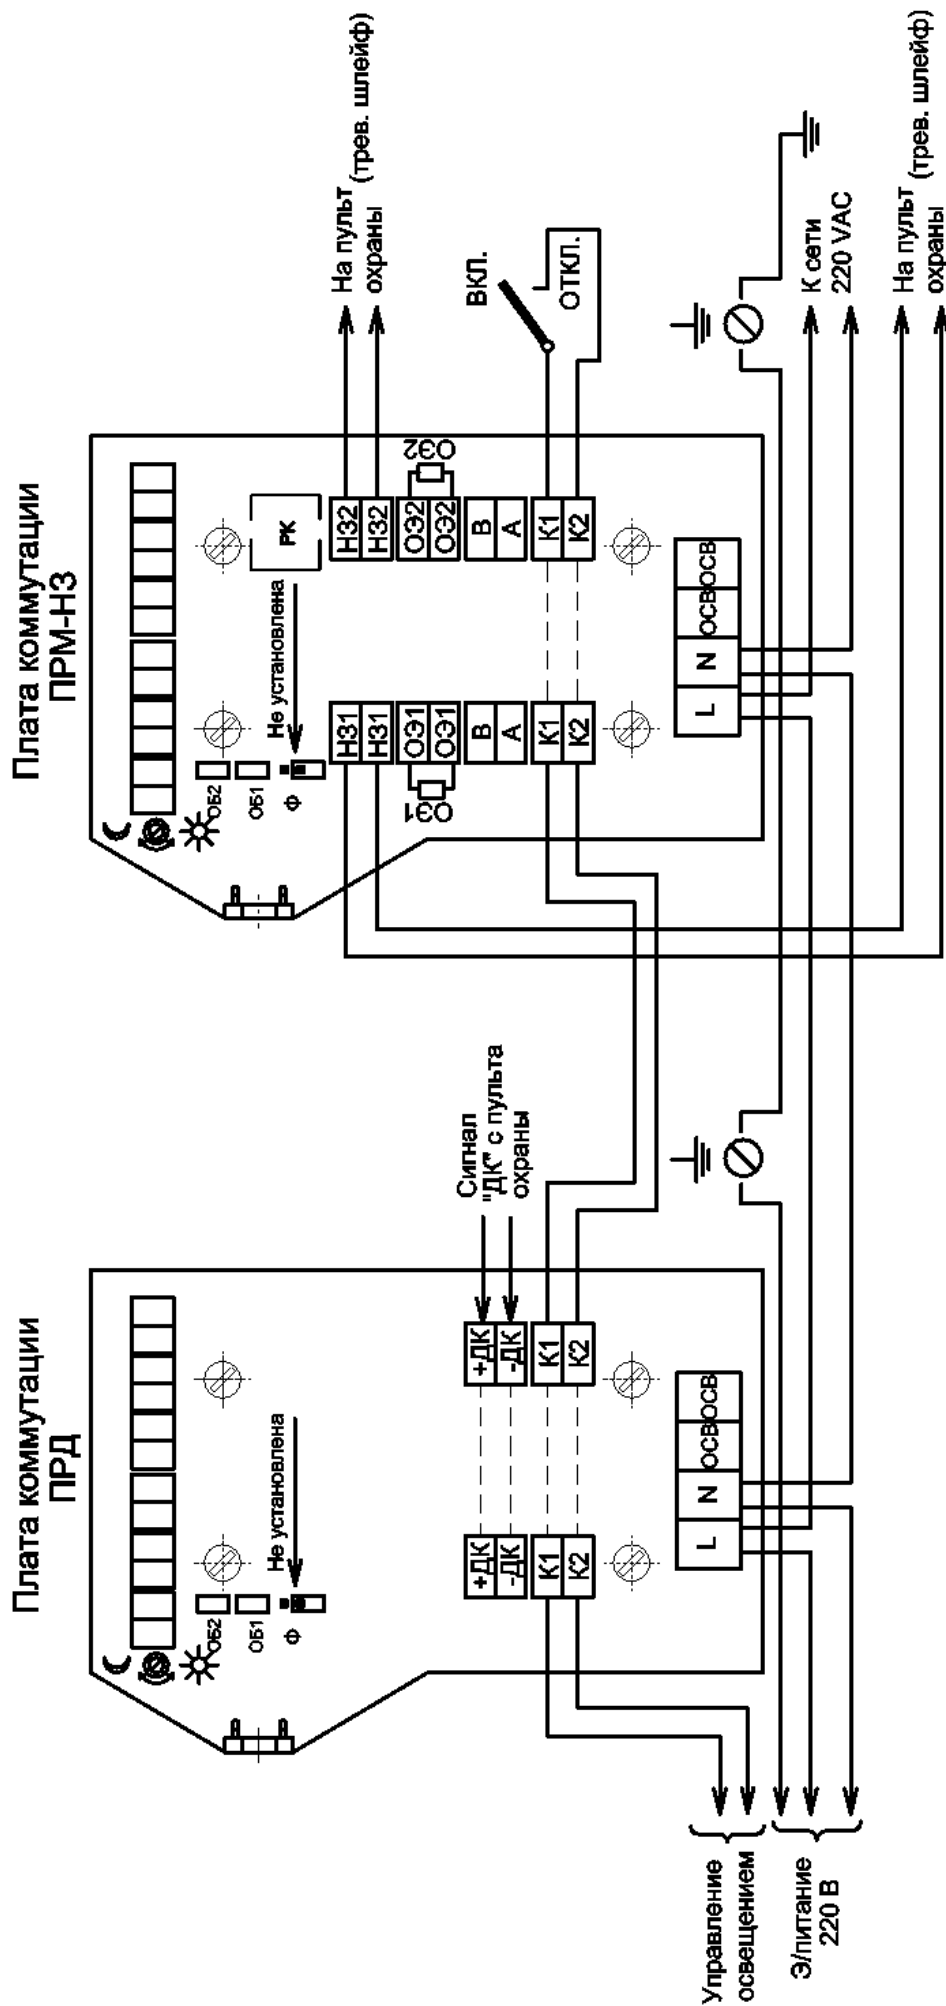 Плата коммутации
ПРД
ОБ2
ОБ1
Ф
Не установлена
+ДК
-ДК
К1
К2
+ДК
-ДК
К1
К2
L
N
ОСВ
ОСВ
Сигнал
"ДК" с пульта
охраны
Управление
освещением
Э/питание
220 В
Плата коммутации
ПРМ-НЗ
ОБ2
ОБ1
Ф
Не установлена
РК
НЗ1
НЗ1
ОЭ1
ОЭ1
ОЭ1
В
А
К1
К2
НЗ2
НЗ2
ОЭ2
ОЭ2
ОЭ2
В
А
К1
К2
L
N
ОСВ
ОСВ
На пульт (трев. шлейф)
охраны
ВКЛ.
ОТКЛ.
К сети
220 VAC
На пульт (трев. шлейф)
охраны